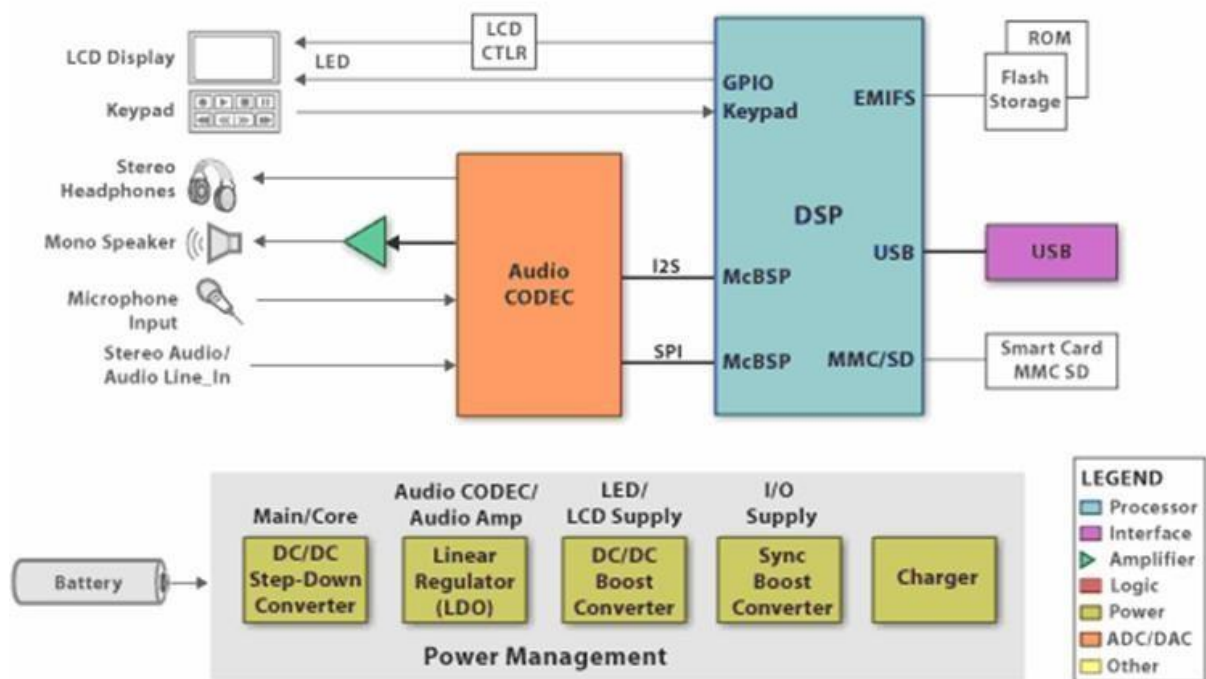 LCD Display
LED
LCD
CTLR
ROM
Flash
Storage
GPIO
Keypad
Keypad
EMIFS
Stereo
Headphones
DSP
Mono Speaker
Audio
CODEC
I2S
McBSP
USB
USB
Microphone
Input
Stereo Audio/
Audio Line_In
SPI
McBSP
MMC/SD
Smart Card
MMC SD
Battery
Main/Core
DC/DC
Step-Down
Converter
Audio CODEC/
Audio Amp
Linear
Regulator
(LDO)
LED/
LCD Supply
DC/DC
Boost
Converter
I/O
Supply
Sync
Boost
Converter
Charger
Power Management
LEGEND
Processor
Interface
Amplifier
Logic
Power
ADC/DAC
Other